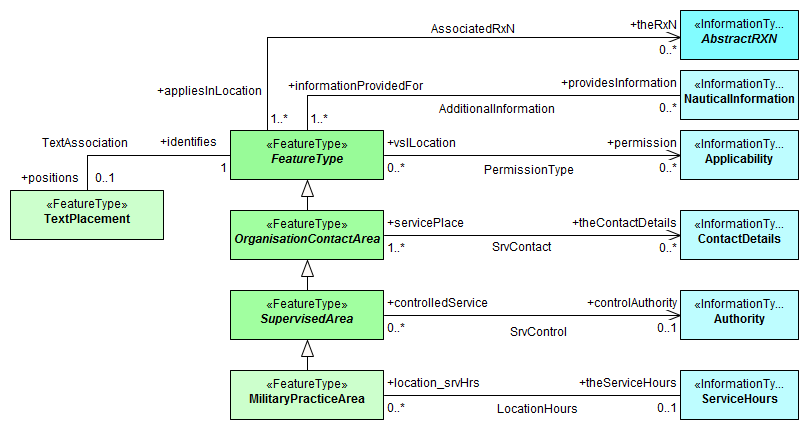 AssociatedRxN
+theRxN
0..*
«InformationTy...
AbstractRXN
+appliesInLocation
1..*
+informationProvidedFor
1..*
+providesInformation
AdditionalInformation
0..*
«InformationTy...
NauticalInformation
TextAssociation
+identifies
1
+positions
0..1
«FeatureType»
TextPlacement
«FeatureType»
FeatureType
+vslLocation
0..*
+permission
PermissionType
0..*
«InformationTy...
Applicability
«FeatureType»
OrganisationContactArea
+servicePlace
1..*
+theContactDetails
SrvContact
0..*
«InformationTy...
ContactDetails
«FeatureType»
SupervisedArea
+controlledService
0..*
+controlAuthority
SrvControl
0..1
«InformationTy...
Authority
«FeatureType»
MilitaryPracticeArea
+location_srvHrs
0..*
+theServiceHours
LocationHours
0..1
«InformationTy...
ServiceHours